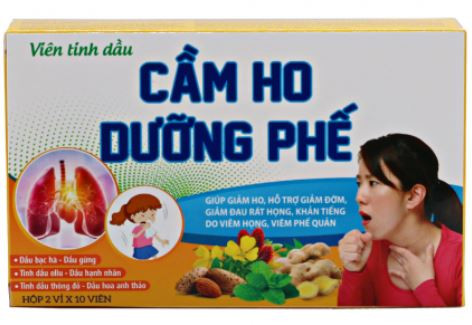 Viên tinh dầu
CẦM HO
DƯỠNG PHẾ
GIÚP GIẢM HO, HỖ TRỢ GIẢM ĐỜM,
GIẢM ĐAU RÁT HỌNG, KHẢN TIẾNG
DO VIÊM HỌNG, VIÊM PHẾ QUẢN
• Dầu bạc hà - Dầu gừng
• Tinh dầu ollu - Dầu hạnh nhân
• Tinh dầu thông đỏ - Dầu hoa anh thảo
HỘP 2 VỈ X 10 VIÊN